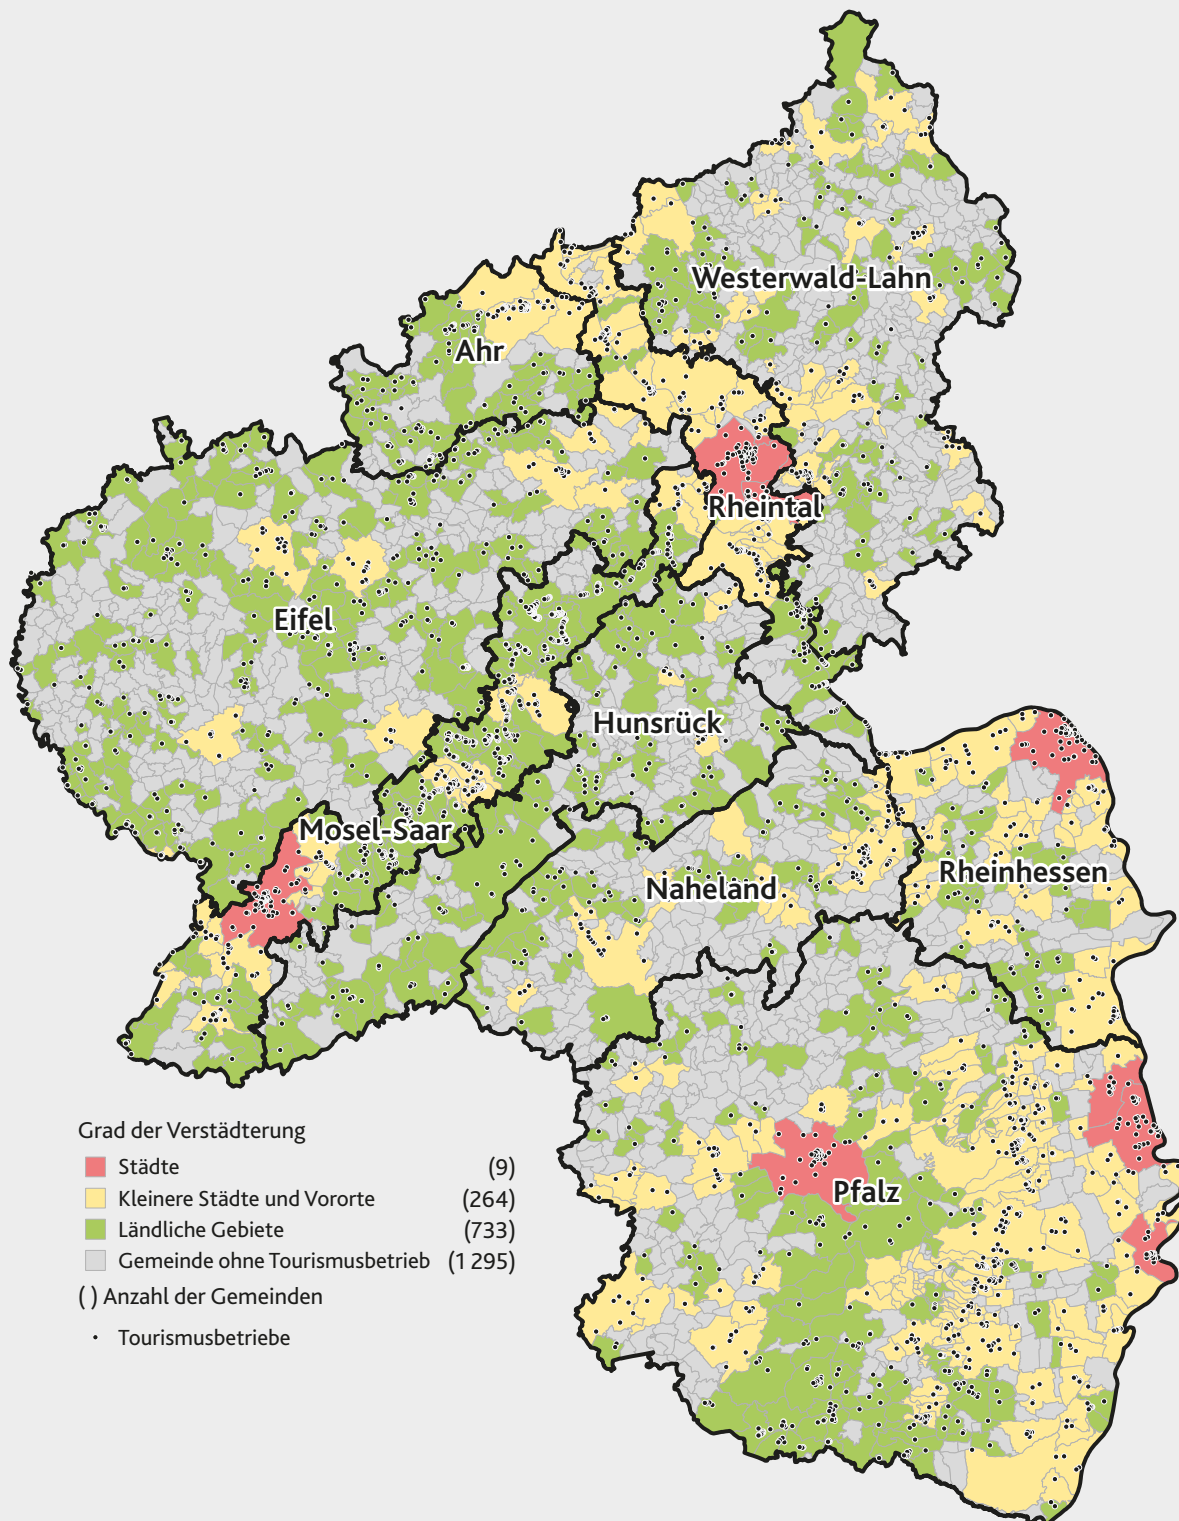 Westerwald-Lahn
Ahr
Rheintal
Eifel
Hunsrück
Mosel-Saar
Rheinhessen
Naheland
Pfalz
Grad der Verstädterung
Städte (9)
Kleinere Städte und Vororte (264)
Ländliche Gebiete (733)
Gemeinde ohne Tourismusbetrieb (1 295)
( ) Anzahl der Gemeinden
Tourismusbetriebe